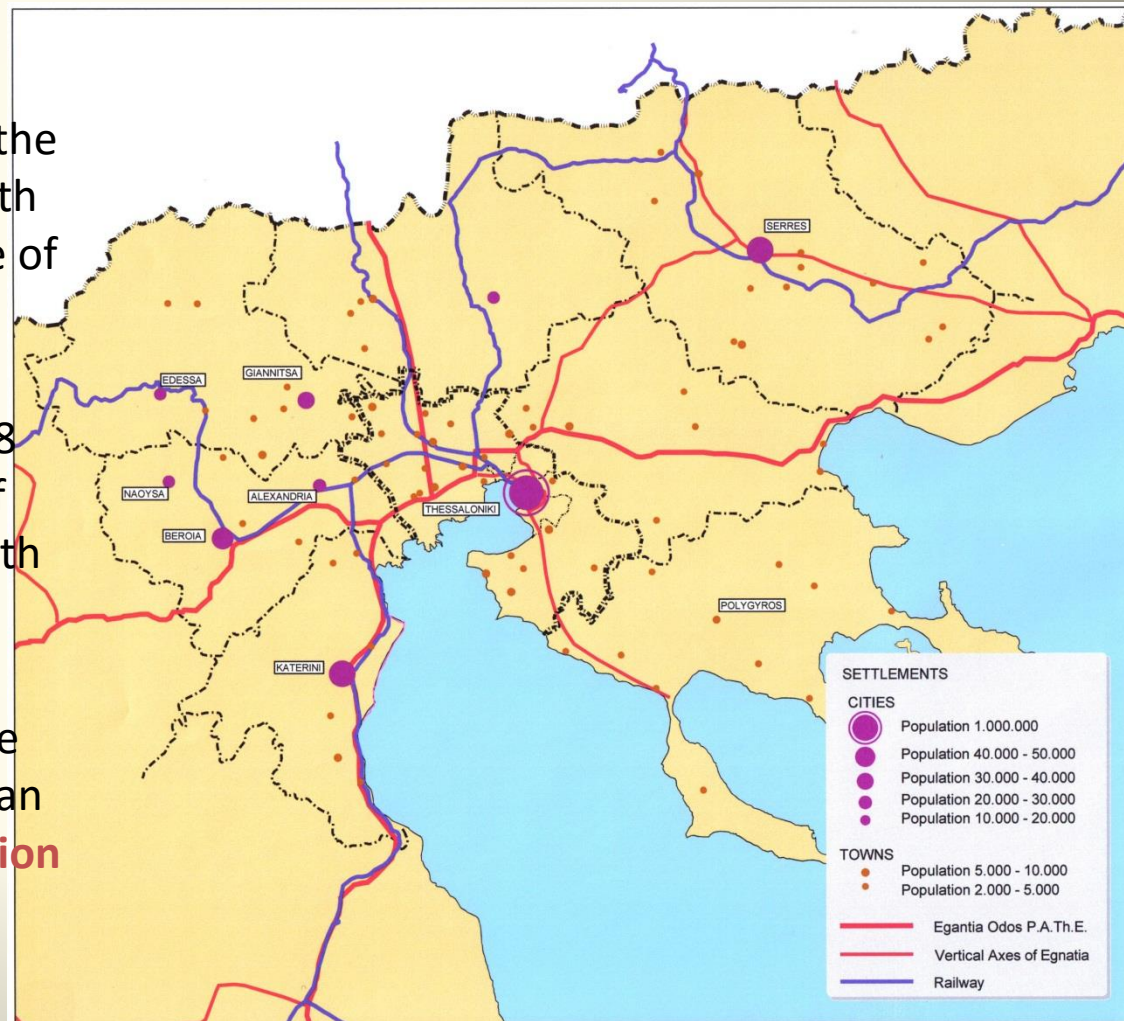 the
th
e of
8
f
th
e
an
ion
SERRES
EDESSA
GIANNITSA
NAOYSA
ALEXANDRIA
THESSALONIKI
BEROIA
POLYGYROS
KATERINI
SETTLEMENTS
CITIES
Population 1.000.000
Population 40.000 - 50.000
Population 30.000 - 40.000
Population 20.000 - 30.000
Population 10.000 - 20.000
TOWNS
Population 5.000 - 10.000
Population 2.000 - 5.000
Egantia Odos P.A.Th.E.
Vertical Axes of Egnatia
Railway